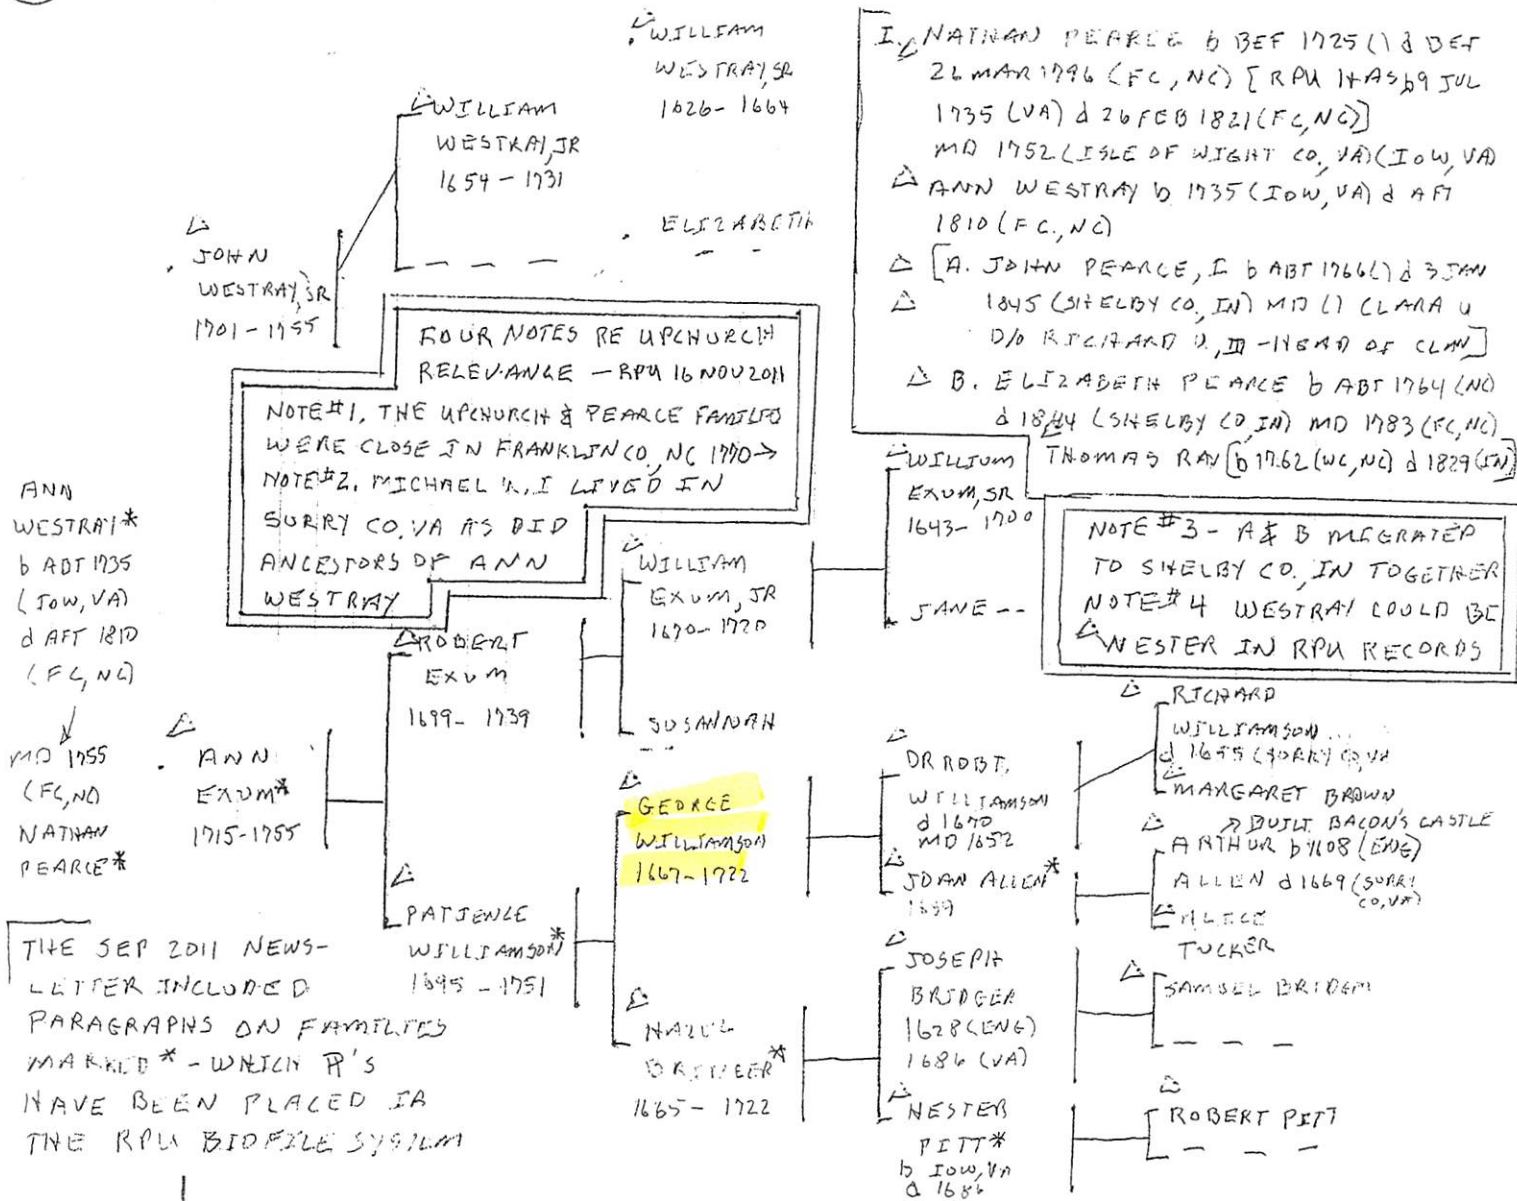 WILLIAM
WESTRAY, SR
1626-1664
WILLIAM
WESTRAY, JR
1654-1731
ELIZABETH
JOHN
WESTRAY, SR
1701-1755
I. NATHAN PEARCE b BEF 1725 () d BEF
26 MAR 1796 (FC, NC) [RPU HAS b 9 JUL
1735 (VA) d 26 FEB 1821 (FC, NC)]
MD 1752 (ISLE OF WIGHT CO, VA) (IOW, VA)
ANN WESTRAY b 1735 (IOW, VA) d AFT
1810 (FC., NC)
[A. JOHN PEARCE, I b ABT 1766 () d 3 JAN
1845 (SHELBY CO, IN) MD () CLARA U
D/O RICHARD U, III - HEAD OF CLAN]
B. ELIZABETH PEARCE b ABT 1764 (NC)
d 1844 (SHELBY CO, IN) MD 1783 (FC, NC)
THOMAS RAY [b 1762 (WC, NC) d 1829 (IN)]
FOUR NOTES RE UPCHURCH
RELEVANCE - RPU 16 NOV 2011
NOTE #1. THE UPCHURCH & PEARCE
WERE CLOSE IN FRANKLIN CO, NC 1770→
NOTE #2. MICHAEL U, I LIVED IN
SURRY CO, VA AS DID
ANCESTORS OF ANN
WESTRAY
NOTE #3 - A & B MIGRATED
TO SHELBY CO., IN TOGETHER
NOTE #4 WESTRAY COULD BE
WESTER IN RPU RECORDS
ANN
WESTRAY*
b ABT 1735
(IOW, VA)
d AFT 1810
(FC, NC)
MD 1755
(FC, NC)
NATHAN
PEARCE*
ANN
EXUM*
1715-1755
ROBERT
EXUM
1699-1739
PATIENCE
WILLIAMSON*
1695-1751
WILLIAM
EXUM, JR
1670-1720
SUSANNAH
--
WILLIUM
EXUM, SR
1643-1700
JANE --
GEORGE
WILLIAMSON
1667-1722
1665-1722
DR ROBT.
WILLIAMSON
d 1670
MD 1652
JOAN ALLEN*
JOSEPH
BRIDGER
1628 (ENG)
1686 (VA)
HESTER
PITT*
b IOW, VA
d 1686
RICHARD
WILLIAMSON
d 1655 (SURRY CO, VA
MARGARET BROWN
→ BUILT BACON'S CASTLE
ARTHUR b 1608 (ENG)
ALLEN d 1669 (SURRY
CO, VA)
ALICE
TUCKER
SAMUEL
ROBERT PITT
THE SEP 2011 NEWS-
LETTER INCLUDED
PARAGRAPHS ON FAMILIES
MARKED * - WHICH
HAVE BEEN PLACED IN
THE RPU BIOFILE SYSTEM